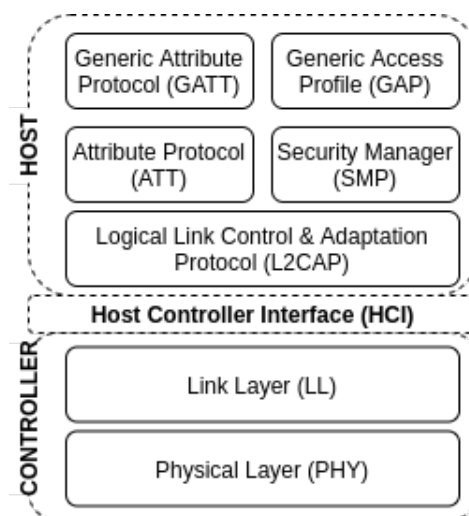 Generic Attribute
Protocol (GATT)
Generic Access
Profile (GAP)
HOST
Attribute Protocol
(ATT)
Security Manager
(SMP)
Logical Link Control & Adaptation
Protocol (L2CAP)
Host Controller Interface (HCI)
CONTROLLER
Link Layer (LL)
Physical Layer (PHY)